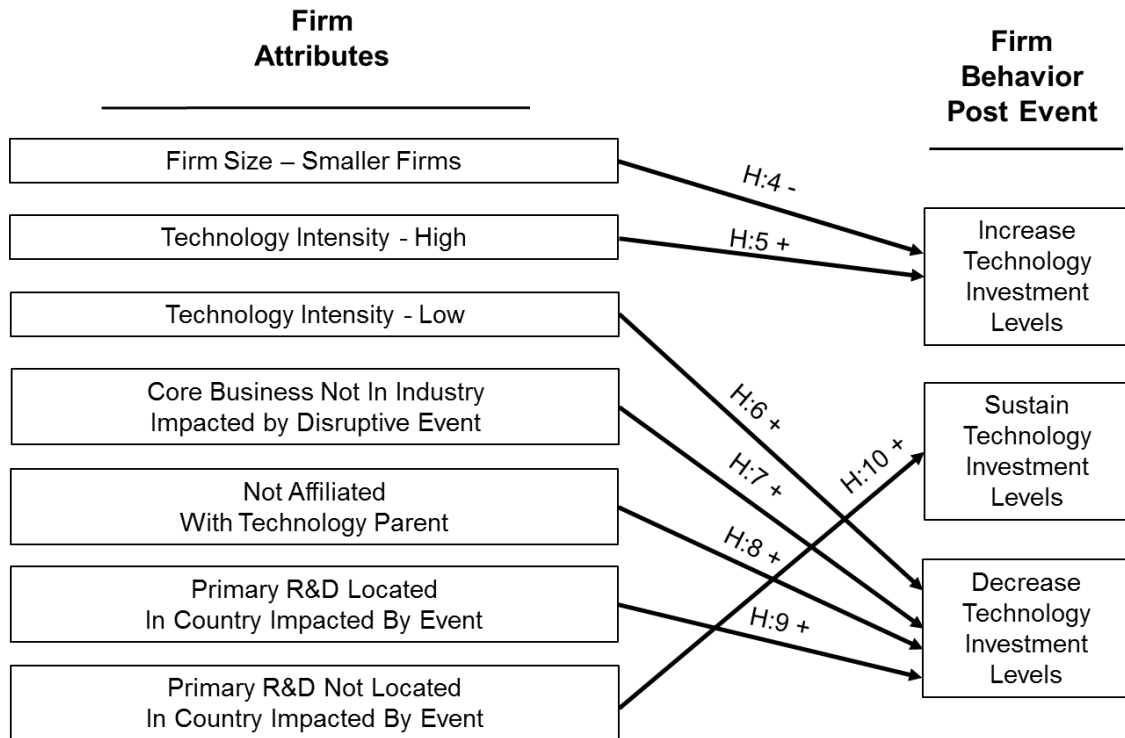 Firm
Attributes
Firm
Behavior
Post Event
Firm Size – Smaller Firms
Technology Intensity - High
Technology Intensity - Low
Core Business Not In Industry
Impacted by Disruptive Event
Not Affiliated
With Technology Parent
Primary R&D Located
In Country Impacted By Event
Primary R&D Not Located
In Country Impacted By Event
H:4 -
H:5 +
H:6 +
H:7 +
H:8 +
H:9 +
H:10 +
Increase
Technology
Investment
Levels
Sustain
Technology
Investment
Levels
Decrease
Technology
Investment
Levels